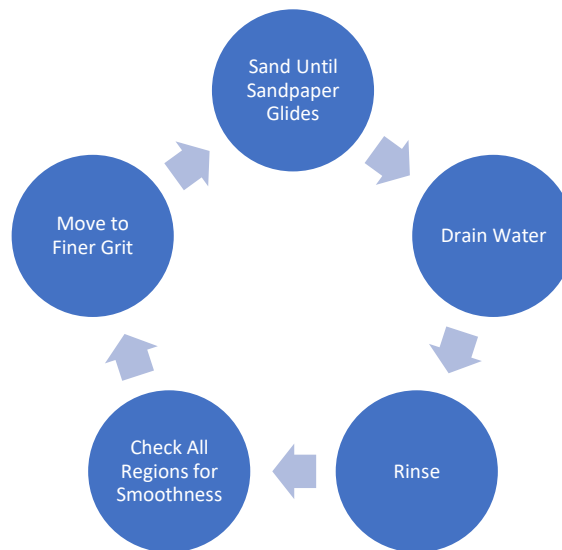 Sand Until
Sandpaper
Glides
Drain Water
Rinse
Check All
Regions for
Smoothness
Move to
Finer Grit